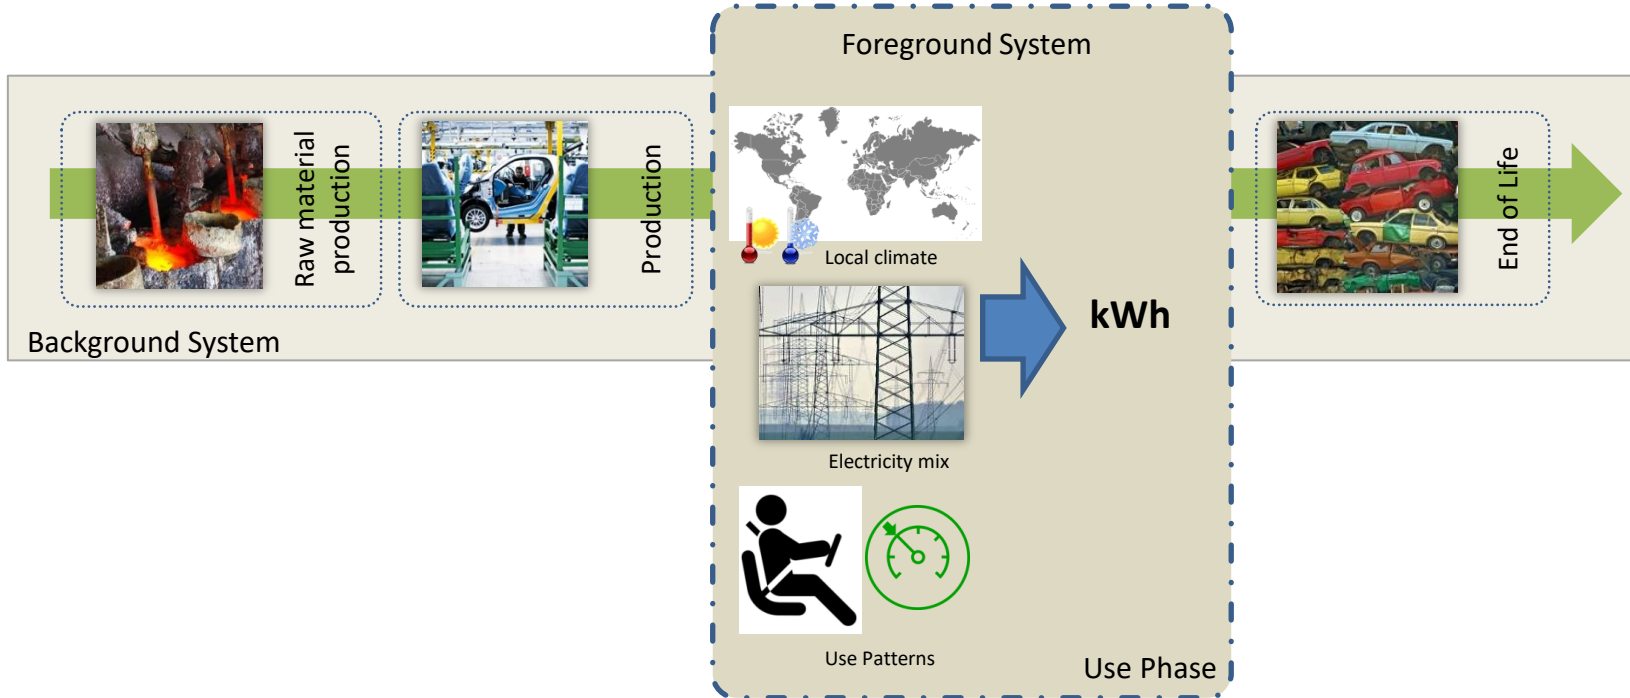 Foreground System
Raw material
production
Production
Local climate
kWh
End of Life
Background System
Electricity mix
Use Patterns
Use Phase